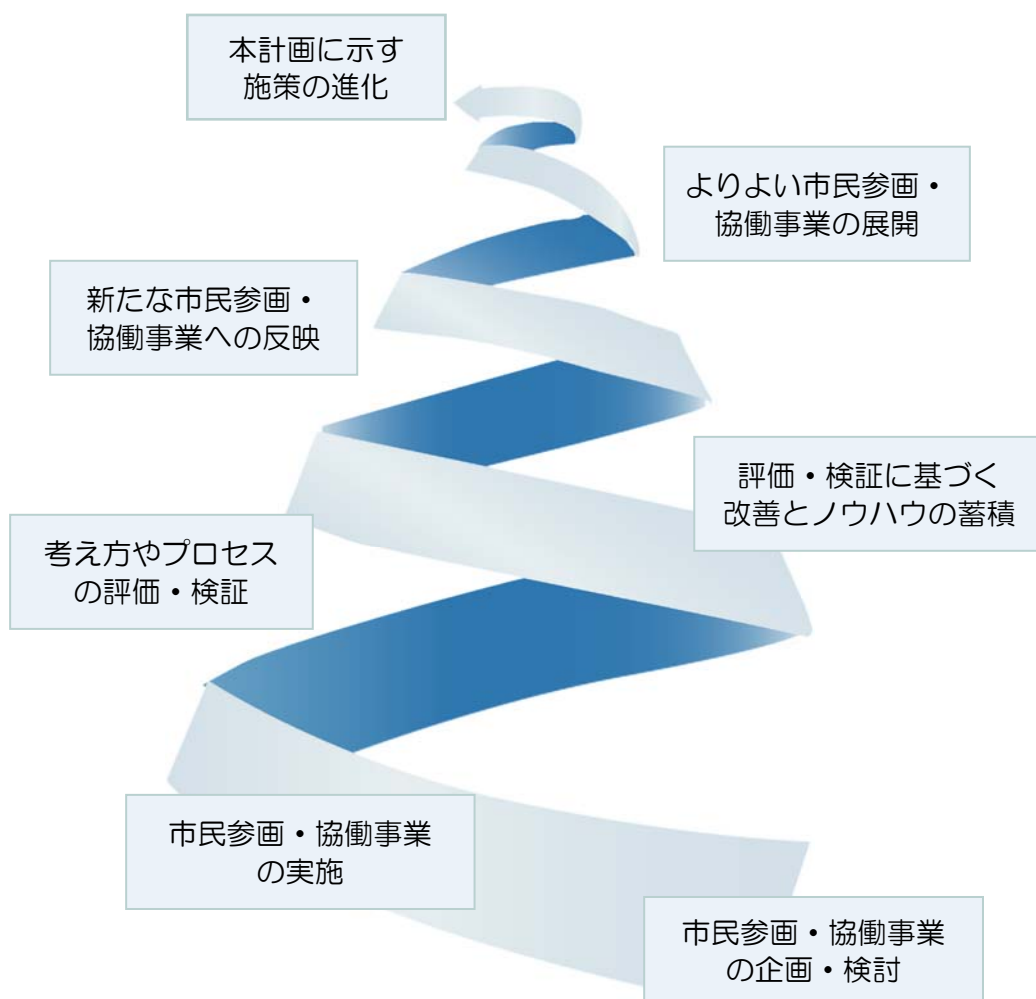 本計画に示す
施策の進化
よりよい市民参画・
協働事業の展開
新たな市民参画・
協働事業への反映
評価・検証に基づく
改善とノウハウの蓄積
考え方やプロセス
の評価・検証
市民参画・協働事業
の実施
市民参画・協働事業
の企画・検討